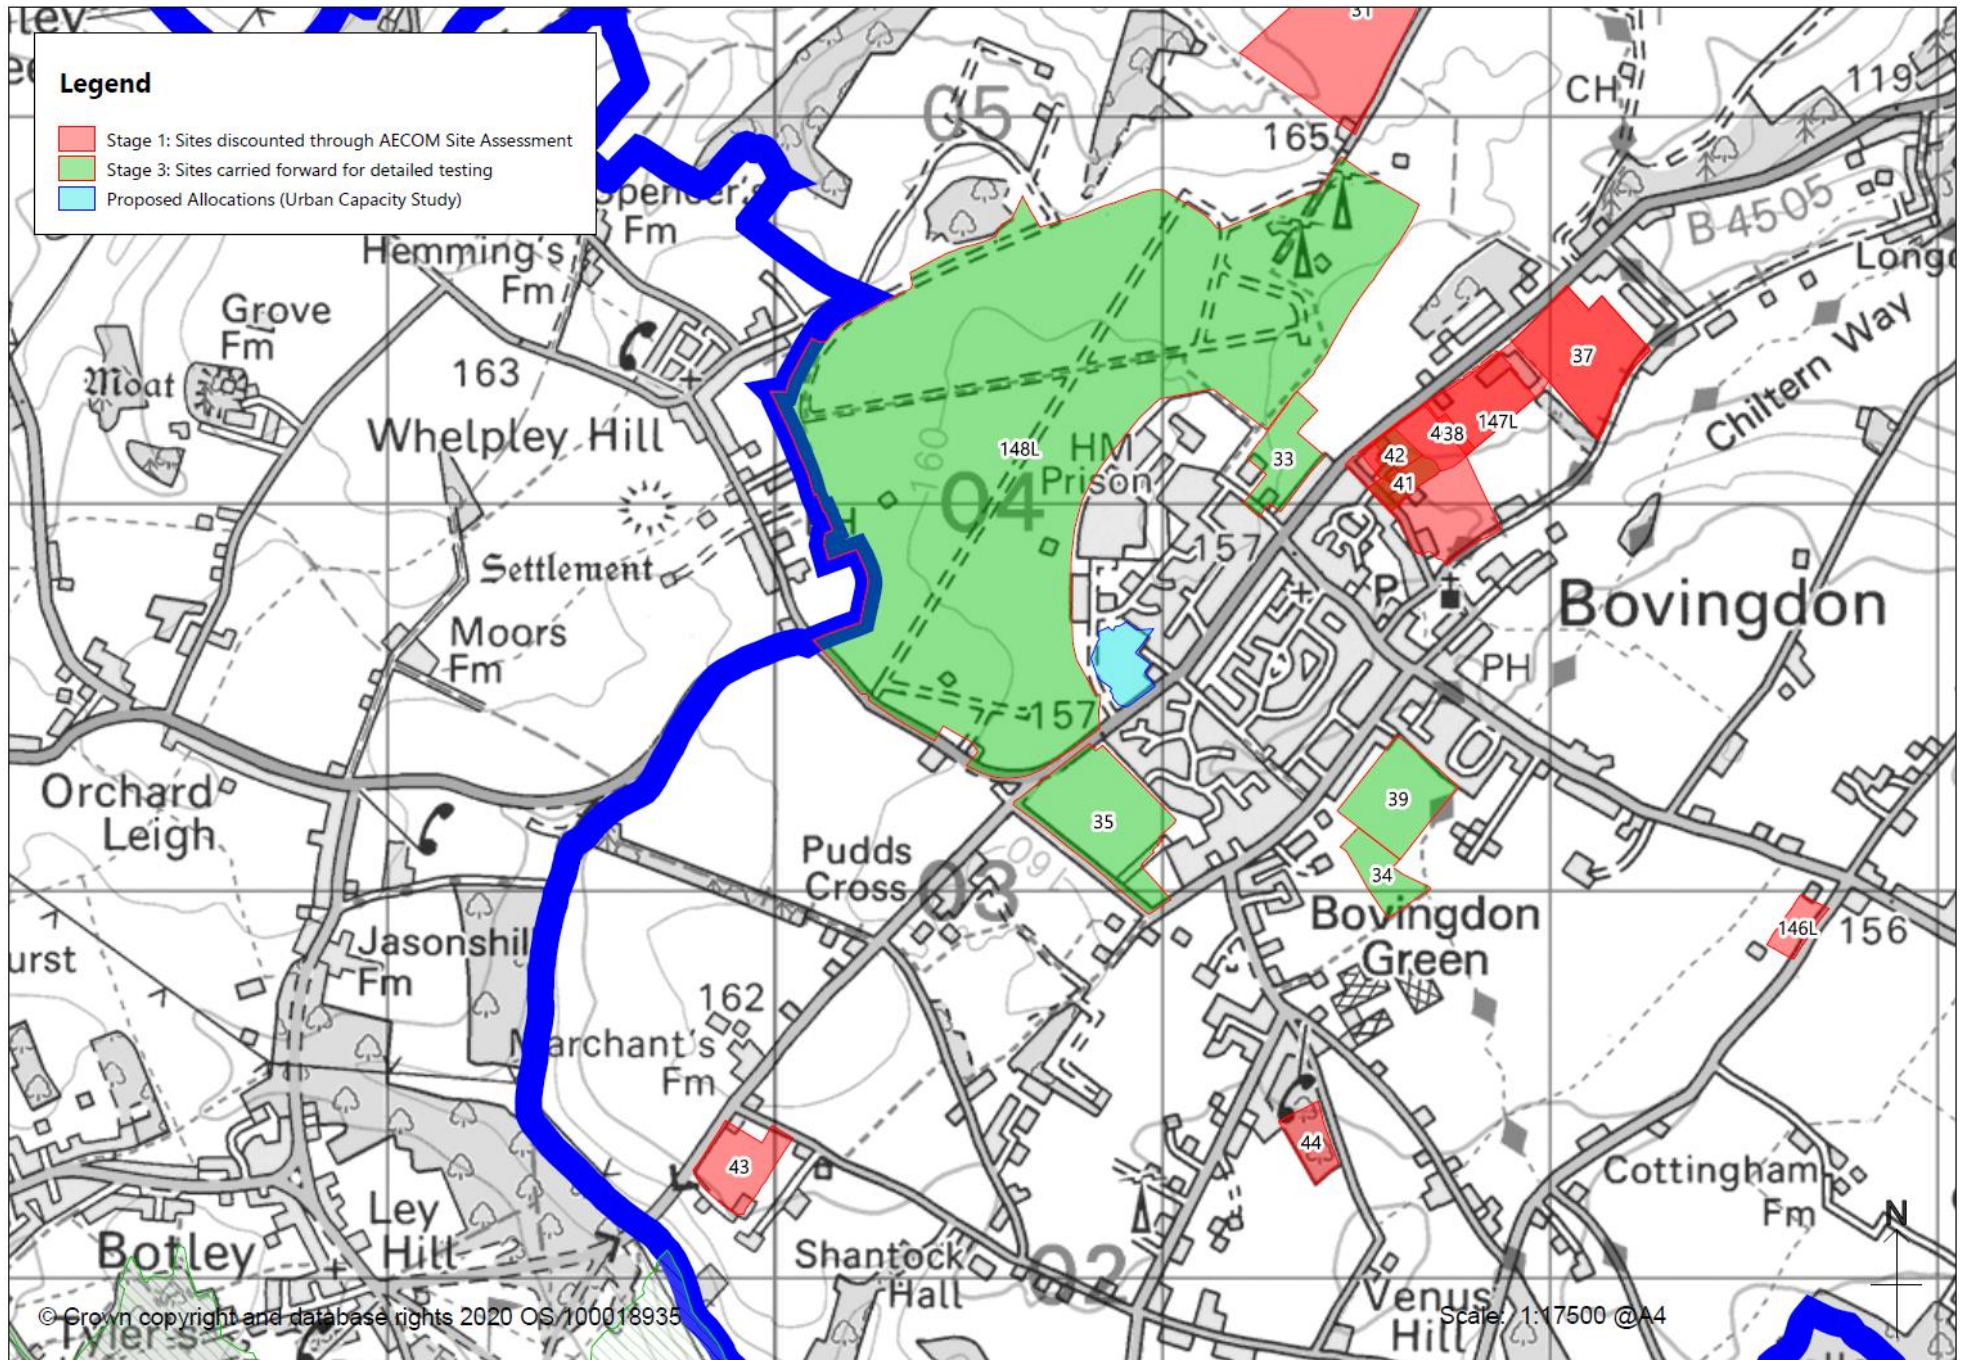 Legend
Stage 1: Sites discounted through AECOM Site Assessment
Stage 3: Sites carried forward for detailed testing
Proposed Allocations (Urban Capacity Study)
31
CH
119
05
165
B 4505
Spencer's
Fm
Hemming's
Fm
Grove
Fm
Moat
163
Whelpley Hill
Chiltern Way
37
147L
438
42
41
33
148L
160
HM
Prison
04
157
Settlement
Moors
Fm
P
Bovingdon
PH
157
Orchard
Leigh
35
39
34
Pudds
Cross
160
03
Bovingdon
Green
146L
156
urst
Jasonshill
Fm
162
Marchant's
Fm
43
44
Cottingham
Fm
N
Ley
Hill
Botley
Shantock
Hall
02
Venus
Hill
© Crown copyright and database rights 2020 OS 100018935
Scale: 1:17500 @A4
Tyler's